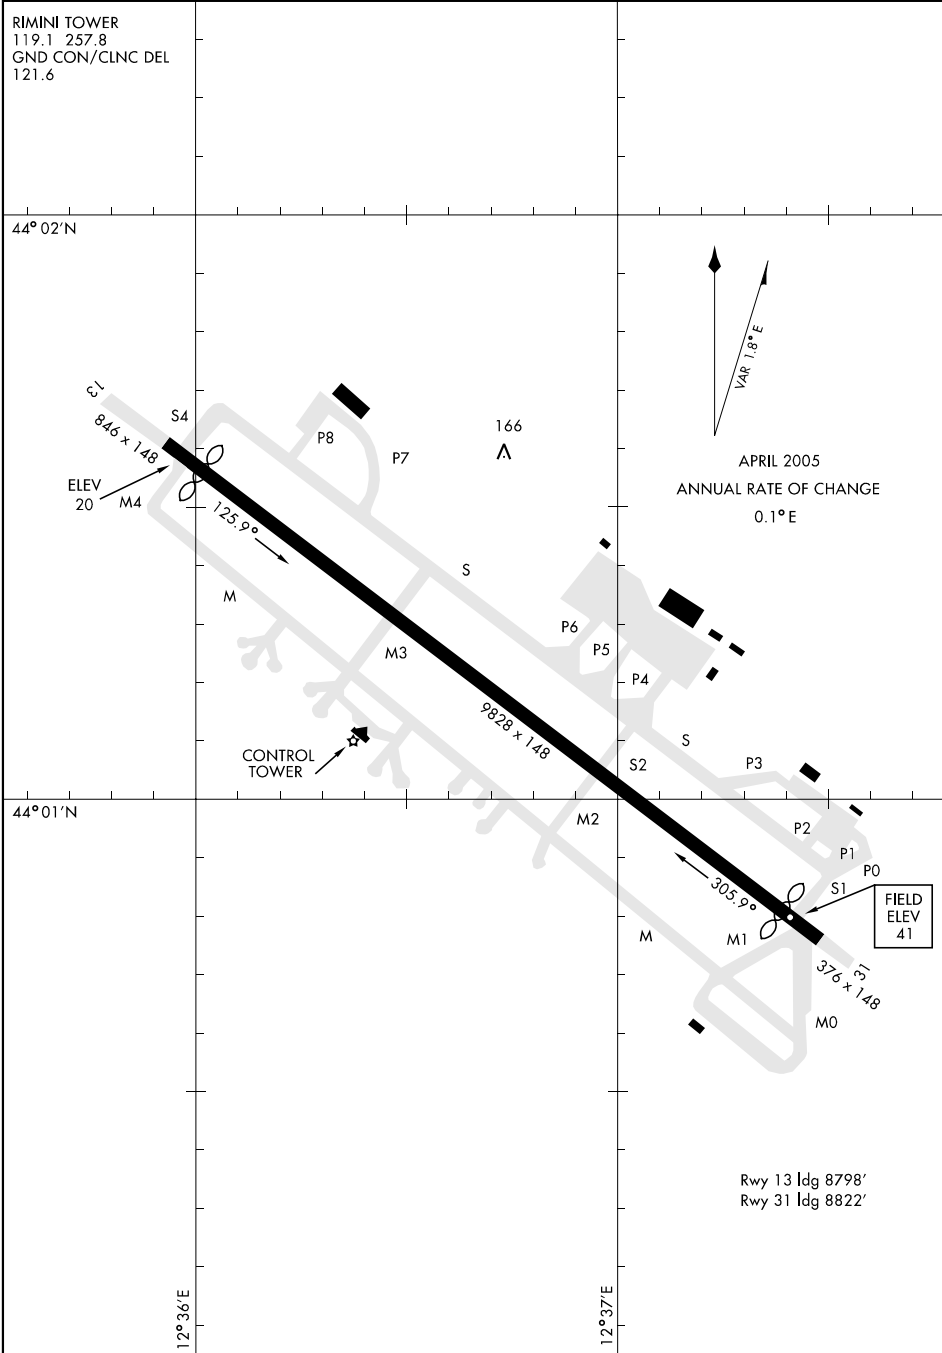 RIMINI TOWER
119.1 257.8
GND CON/CLNC DEL
121.6
44° 02'N
VAR 1.8° E
13
846 x 148
S4
P8
P7
166
APRIL 2005
ANNUAL RATE OF CHANGE
0.1° E
ELEV
20
M4
125.9°
M
S
M3
P6
P5
P4
9828 x 148
CONTROL
TOWER
S
S2
P3
44° 01'N
M2
P2
P1
P0
305.9°
S1
FIELD
ELEV
41
M
M1
31
376 x 148
M0
Rwy 13 ldg 8798'
Rwy 31 ldg 8822'
12° 36'E
12° 37'E